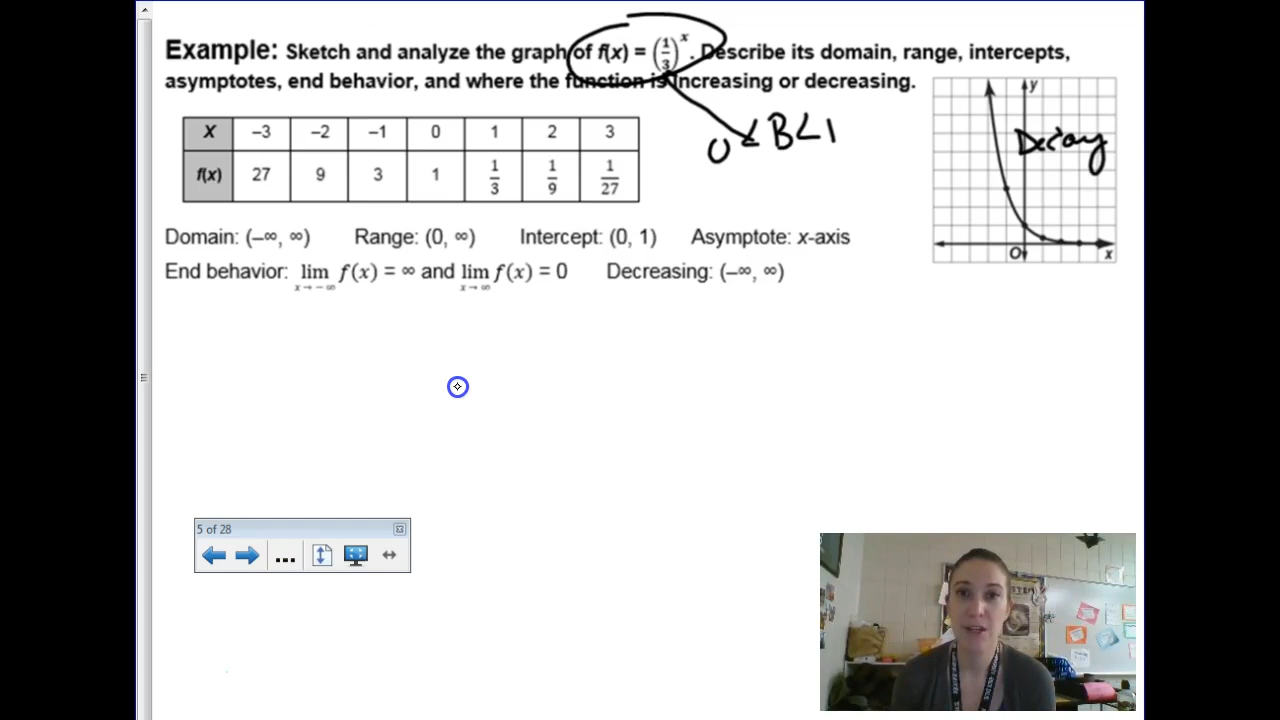 Example: Sketch and analyze the graph of f(x) = (1/3)^x. Describe its domain, range, intercepts,
asymptotes, end behavior, and where the function is increasing or decreasing.
0 < B < 1
Decay
y
O
x
X −3 −2 −1 0 1 2 3
f(x) 27 9 3 1 1/3 1/9 1/27
Domain: (−∞, ∞) Range: (0, ∞) Intercept: (0, 1) Asymptote: x-axis
End behavior: lim x→−∞ f(x) = ∞ and lim x→∞ f(x) = 0 Decreasing: (−∞, ∞)
5 of 28